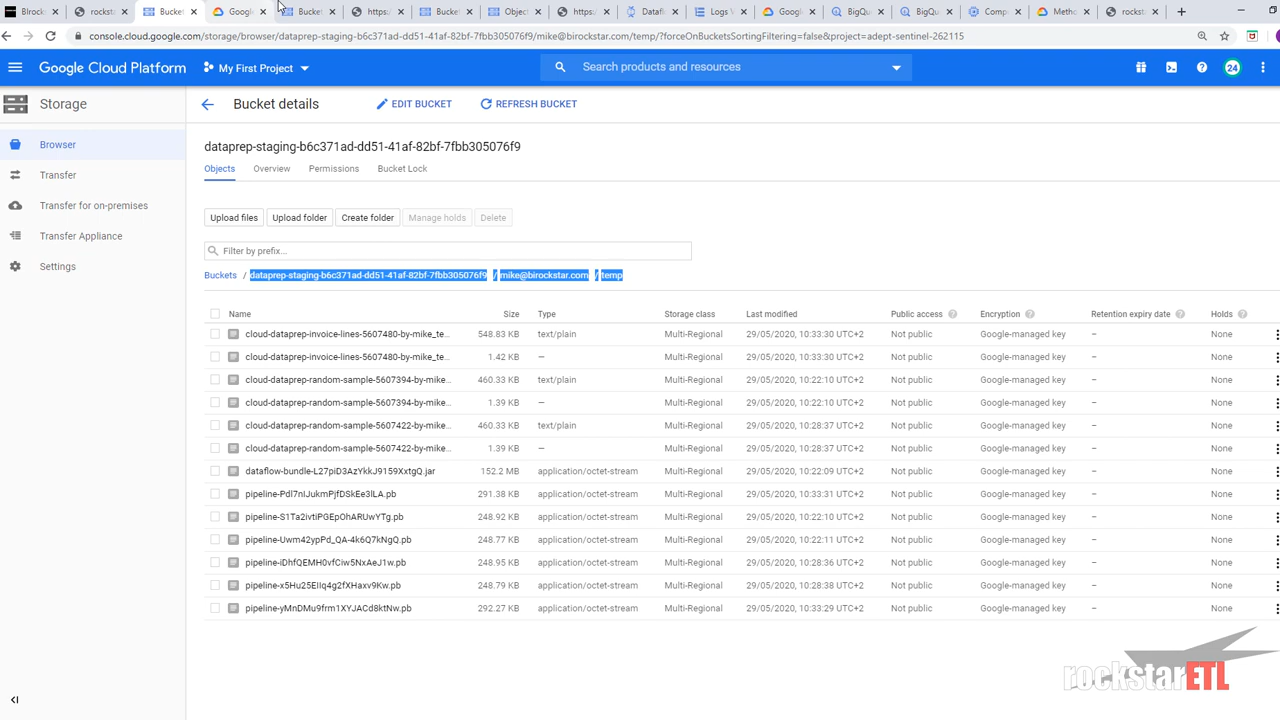 Blrocks
rockst
Bucket
Google
Bucket
https:
Bucket
Object
https:
Dataflo
Logs V
Google
BigQu
BigQu
Comp
Metho
rockst
console.cloud.google.com/storage/browser/dataprep-staging-b6c371ad-dd51-41af-82bf-7fbb305076f9/mike@birockstar.com/temp/?forceOnBucketsSortingFiltering=false&project=adept-sentinel-262115
Google Cloud Platform
My First Project
Search products and resources
24
Storage
Bucket details
EDIT BUCKET
REFRESH BUCKET
Browser
Transfer
Transfer for on-premises
Transfer Appliance
Settings
dataprep-staging-b6c371ad-dd51-41af-82bf-7fbb305076f9
Objects Overview Permissions Bucket Lock
Upload files Upload folder Create folder Manage holds Delete
Filter by prefix...
Buckets / dataprep-staging-b6c371ad-dd51-41af-82bf-7fbb305076f9 / mike@birockstar.com / temp
Name Size Type Storage class Last modified Public access Encryption Retention expiry date Holds
cloud-dataprep-invoice-lines-5607480-by-mike_te... 548.83 KB text/plain Multi-Regional 29/05/2020, 10:33:30 UTC+2 Not public Google-managed key – None
cloud-dataprep-invoice-lines-5607480-by-mike_te... 1.42 KB — Multi-Regional 29/05/2020, 10:33:30 UTC+2 Not public Google-managed key – None
cloud-dataprep-random-sample-5607394-by-mike... 460.33 KB text/plain Multi-Regional 29/05/2020, 10:22:10 UTC+2 Not public Google-managed key – None
cloud-dataprep-random-sample-5607394-by-mike... 1.39 KB — Multi-Regional 29/05/2020, 10:22:10 UTC+2 Not public Google-managed key – None
cloud-dataprep-random-sample-5607422-by-mike... 460.33 KB text/plain Multi-Regional 29/05/2020, 10:28:37 UTC+2 Not public Google-managed key – None
cloud-dataprep-random-sample-5607422-by-mike... 1.39 KB — Multi-Regional 29/05/2020, 10:28:37 UTC+2 Not public Google-managed key – None
dataflow-bundle-L27piD3AzYkkJ9159XxtgQ.jar 152.2 MB application/octet-stream Multi-Regional 29/05/2020, 10:22:09 UTC+2 Not public Google-managed key – None
pipeline-Pdl7nIJukmPjfDSkEe3lLA.pb 291.38 KB application/octet-stream Multi-Regional 29/05/2020, 10:33:31 UTC+2 Not public Google-managed key – None
pipeline-S1Ta2ivtiPGEpOhARUwYTg.pb 248.92 KB application/octet-stream Multi-Regional 29/05/2020, 10:22:10 UTC+2 Not public Google-managed key – None
pipeline-Uwm42ypPd_QA-4k6Q7kNgQ.pb 248.77 KB application/octet-stream Multi-Regional 29/05/2020, 10:22:11 UTC+2 Not public Google-managed key – None
pipeline-iDhfQEMH0vfCiw5NxAeJ1w.pb 248.95 KB application/octet-stream Multi-Regional 29/05/2020, 10:28:36 UTC+2 Not public Google-managed key – None
pipeline-x5Hu25EIIq4g2fXHaxv9Kw.pb 248.79 KB application/octet-stream Multi-Regional 29/05/2020, 10:28:38 UTC+2 Not public Google-managed key – None
pipeline-yMnDMu9frm1XYJACd8ktNw.pb 292.27 KB application/octet-stream Multi-Regional 29/05/2020, 10:33:29 UTC+2 Not public Google-managed key – None
rockstarETL